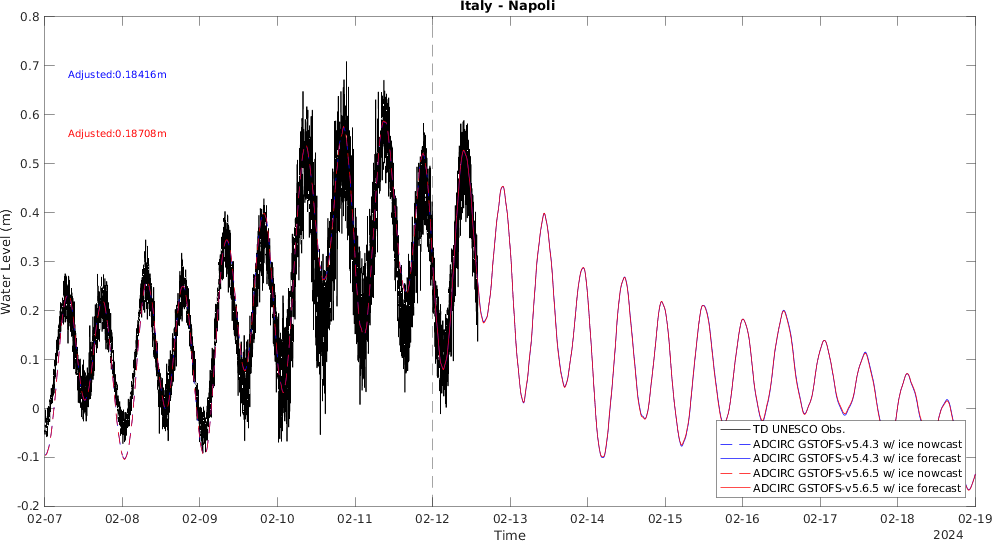 Italy - Napoli
0.8
0.7
0.6
0.5
0.4
0.3
0.2
0.1
0
-0.1
-0.2
Water Level (m)
Adjusted:0.18416m
Adjusted:0.18708m
TD UNESCO Obs.
ADCIRC GSTOFS-v5.4.3 w/ ice nowcast
ADCIRC GSTOFS-v5.4.3 w/ ice forecast
ADCIRC GSTOFS-v5.6.5 w/ ice nowcast
ADCIRC GSTOFS-v5.6.5 w/ ice forecast
02-07 02-08 02-09 02-10 02-11 02-12 02-13 02-14 02-15 02-16 02-17 02-18 02-19
Time
2024